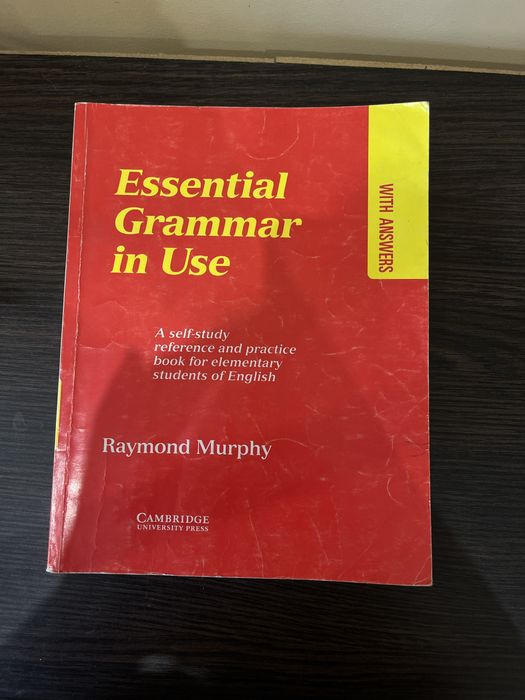 WITH ANSWERS
Essential
Grammar
in Use
A self-study
reference and practice
book for elementary
students of English
Raymond Murphy
CAMBRIDGE
UNIVERSITY PRESS